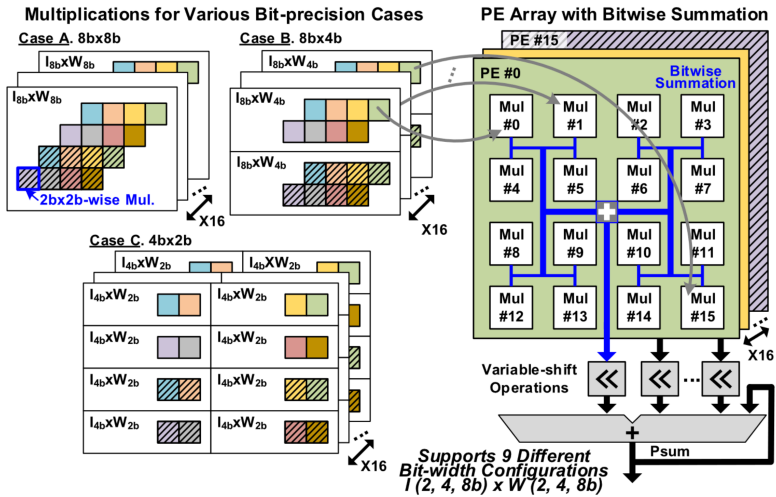 Multiplications for Various Bit-precision Cases
Case A. 8bx8b
I8bxW8b
I8bxW8b
2bx2b-wise Mul.
X16
Case B. 8bx4b
I8bxW4b
I8bxW4b
I8bxW4b
X16
Case C. 4bx2b
I4bxW2b I4bxW2b
I4bxW2b I4bxW2b
I4bxW2b I4bxW2b
I4bxW2b I4bxW2b
I4bxW2b I4bxW2b
X16
PE Array with Bitwise Summation
PE #15
PE #0
Bitwise
Summation
Mul #0 Mul #1 Mul #2 Mul #3
Mul #4 Mul #5 Mul #6 Mul #7
Mul #8 Mul #9 Mul #10 Mul #11
Mul #12 Mul #13 Mul #14 Mul #15
X16
Variable-shift
Operations
+
Psum
Supports 9 Different
Bit-width Configurations
I (2, 4, 8b) x W (2, 4, 8b)